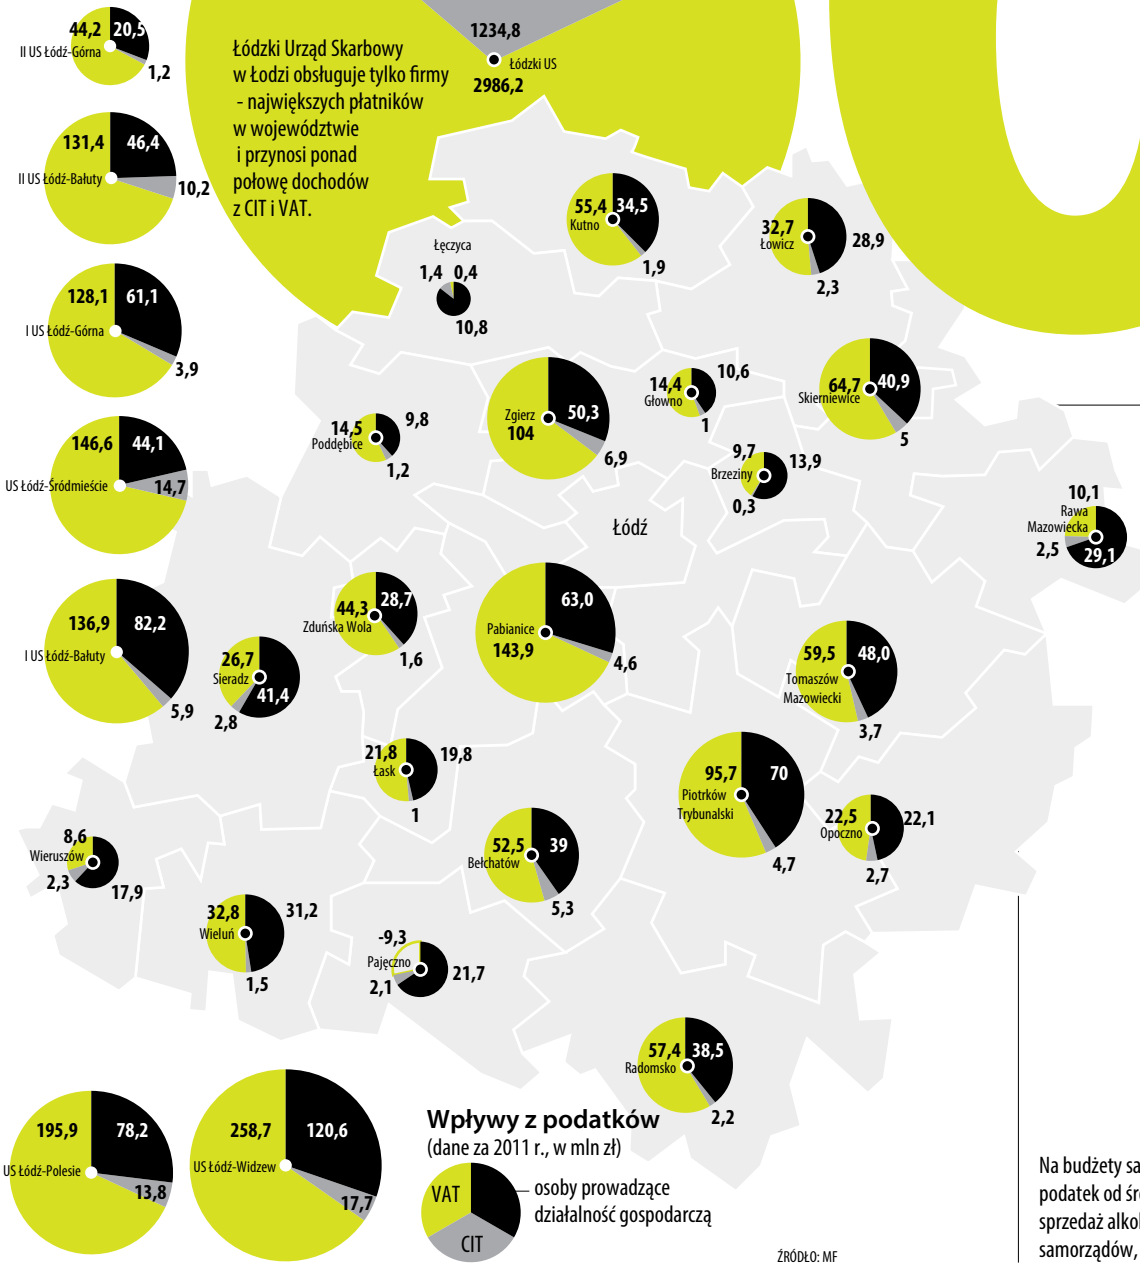 44,2 20,5
II US Łódź-Górna
1,2
131,4 46,4
II US Łódź-Bałuty
10,2
128,1 61,1
I US Łódź-Górna
3,9
146,6 44,1
US Łódź-Śródmieście
14,7
136,9 82,2
I US Łódź-Bałuty
5,9
Łódzki Urząd Skarbowy
w Łodzi obsługuje tylko firmy
- największych płatników
w województwie
i przynosi ponad
połowę dochodów
z CIT i VAT.
1234,8
Łódzki US
2986,2
55,4 34,5
Kutno
1,9
32,7
Łowicz
28,9
2,3
Łęczyca
1,4 0,4
10,8
Zgierz
104
50,3
6,9
14,4
Głowno
10,6
1
64,7 40,9
Skierniewice
5
14,5
Poddębice
9,8
1,2
9,7
Brzeziny
13,9
0,3
Łódź
10,1
Rawa
Mazowiecka
2,5
29,1
44,3 28,7
Zduńska Wola
1,6
63,0
Pabianice
143,9
4,6
26,7
Sieradz
41,4
2,8
59,5 48,0
Tomaszów
Mazowiecki
3,7
21,8
Łask
19,8
1
95,7 70
Piotrków
Trybunalski
4,7
22,5 22,1
Opoczno
2,7
8,6
Wieruszów
2,3
17,9
52,5 39
Bełchatów
5,3
32,8 31,2
Wieluń
1,5
-9,3
Pajęczno
21,7
2,1
57,4 38,5
Radomsko
2,2
195,9 78,2
US Łódź-Polesie
13,8
258,7 120,6
US Łódź-Widzew
17,7
Wpływy z podatków
(dane za 2011 r., w mln zł)
VAT
osoby prowadzące
działalność gospodarczą
CIT
ŹRÓDŁO: MF
Na budżety sa
podatek od śr
sprzedaż alko
samorządów,